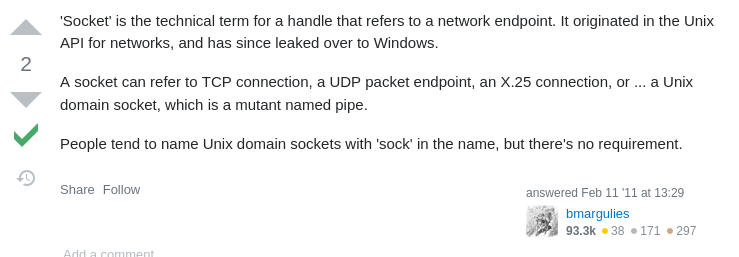 'Socket' is the technical term for a handle that refers to a network endpoint. It originated in the Unix
API for networks, and has since leaked over to Windows.
2
A socket can refer to TCP connection, a UDP packet endpoint, an X.25 connection, or ... a Unix
domain socket, which is a mutant named pipe.
People tend to name Unix domain sockets with 'sock' in the name, but there's no requirement.
Share Follow
answered Feb 11 '11 at 13:29
bmargulies
93.3k 38 171 297
Add a comment